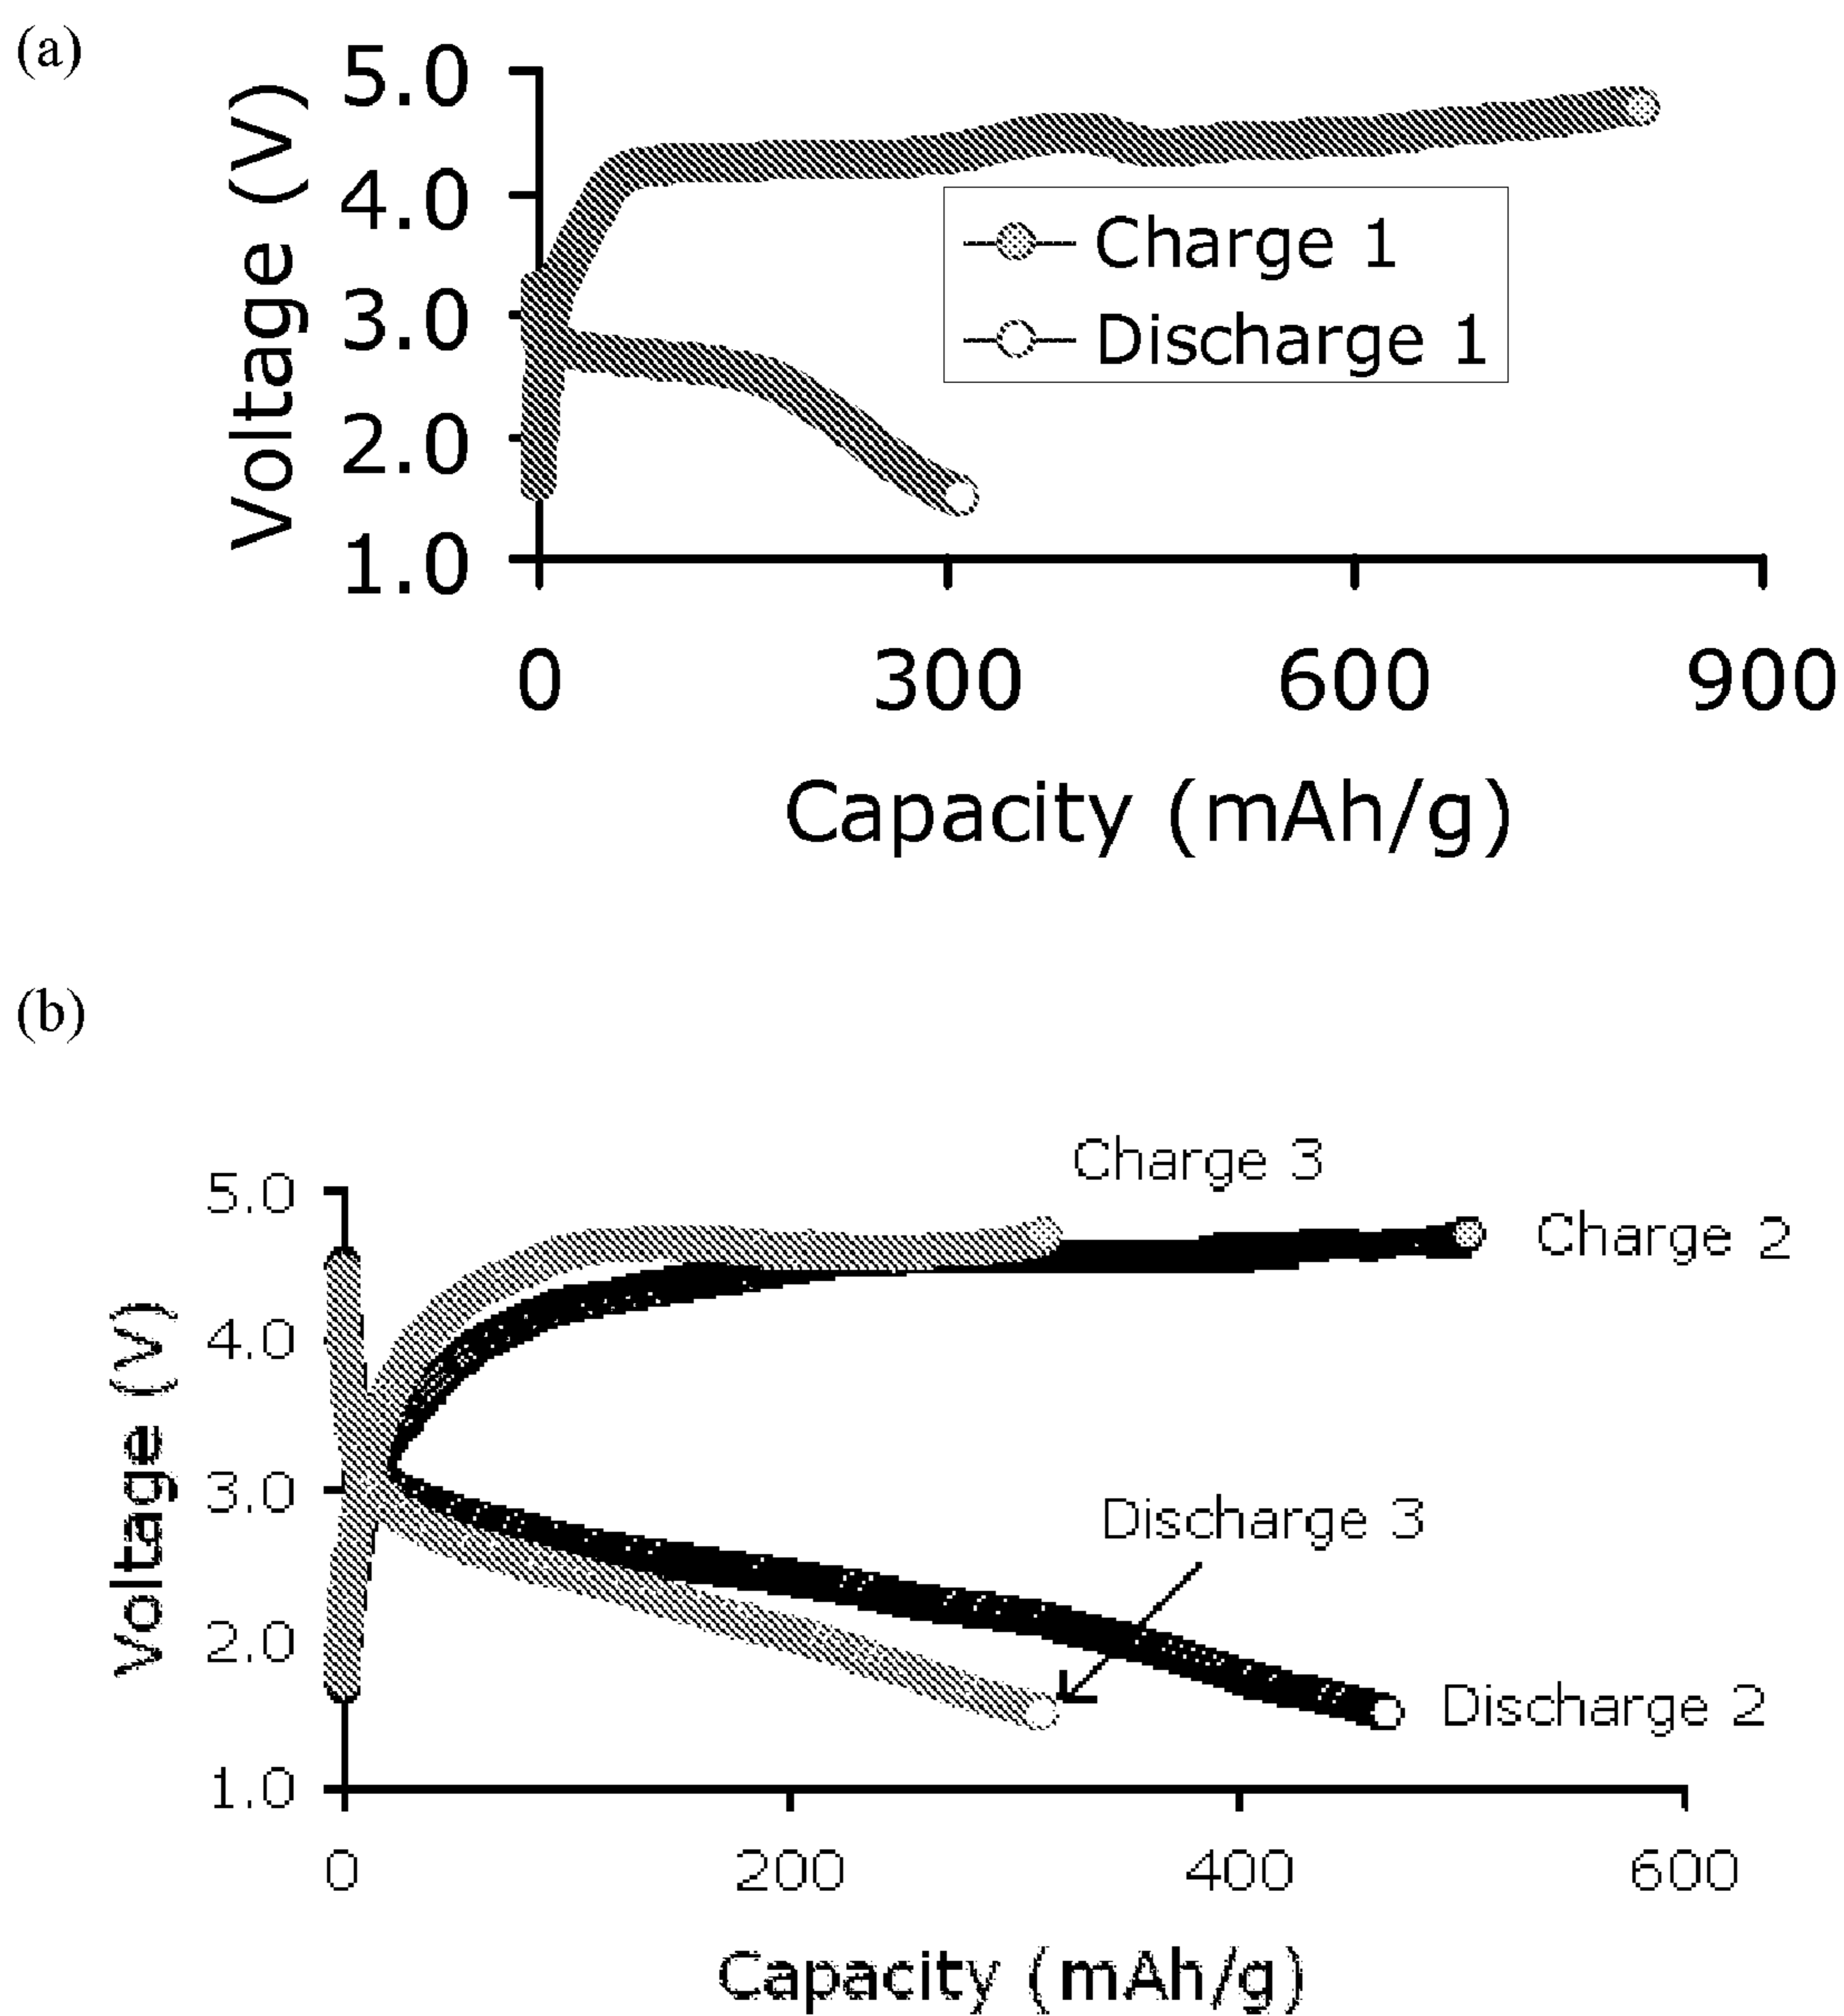 (a)
5.0
4.0
3.0
2.0
1.0
Voltage (V)
Charge 1
Discharge 1
0 300 600 900
Capacity (mAh/g)
(b)
Charge 3
Charge 2
5.0
4.0
3.0
2.0
1.0
Voltage (V)
Discharge 3
Discharge 2
0 200 400 600
Capacity (mAh/g)